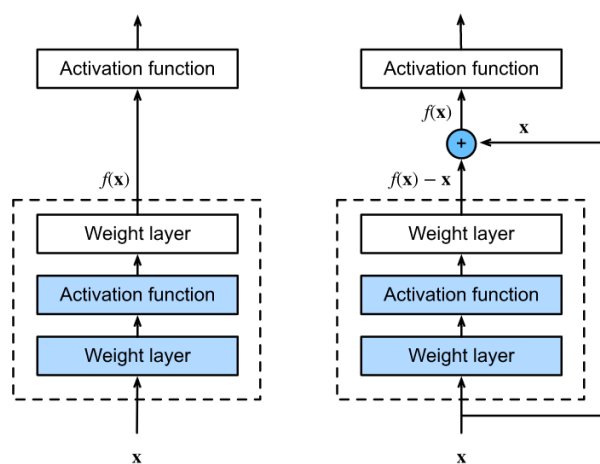 Activation function
f(x)
Weight layer
Activation function
Weight layer
x
Activation function
f(x)
x
+
f(x) − x
Weight layer
Activation function
Weight layer
x